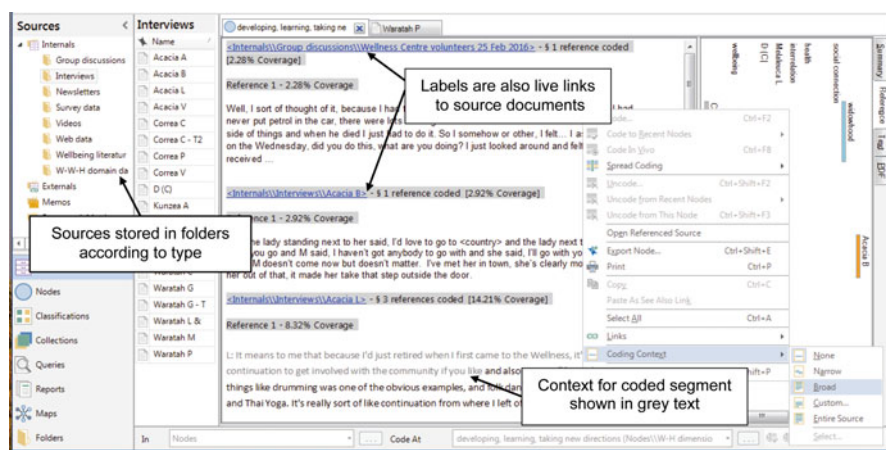 Sources
Internals
Group discussions
Interviews
Newsletters
Survey data
Videos
Web data
Wellbeing literatur
W-W-H domain da
Externals
Memos
Sources stored in folders
according to type
Nodes
Classifications
Collections
Queries
Reports
Maps
Folders
Interviews
Name
Acacia A
Acacia B
Acacia L
Acacia V
Correa C
Correa C - T2
Correa P
Correa V
D (C)
Kunzea A
Waratah G
Waratah G - T
Waratah L &
Waratah M
Waratah P
developing, learning, taking ne
Waratah P
<Internals\\Group discussions\\Wellness Centre volunteers 25 Feb 2016> - § 1 reference coded
[2.28% Coverage]
Reference 1 - 2.28% Coverage
Well, I sort of thought of it, because I had
never put petrol in the car, there were lots
side of things and when he died I just had to do it. So I somehow or other, I felt... I
on the Wednesday, did you do this, what are you doing? I just looked around and felt
received ...
Labels are also live links
to source documents
<Internals\\Interviews\\Acacia B> - § 1 reference coded [2.92% Coverage]
Reference 1 - 2.92% Coverage
the lady standing next to her said, I'd love to go to <country> and the lady next
you go and M said, I haven't got anybody to go with and she said, I'll go with
M doesn't come now but doesn't matter. I've met her in town, she's clearly
her out of that, it made her take that step outside the door.
<Internals\\Interviews\\Acacia L> - § 3 references coded [14.21% Coverage]
Reference 1 - 8.32% Coverage
L: It means to me that because I'd just retired when I first came to the Wellness,
continuation to get involved with the community if you like and also
things like drumming was one of the obvious examples, and folk
and Thai Yoga. It's really sort of like continuation from where I left
Context for coded segment
shown in grey text
Code... Ctrl+F2
Code to Recent Nodes
Code In Vivo Ctrl+F8
Spread Coding
Uncode... Ctrl+Shift+F2
Uncode from Recent Nodes
Uncode from This Node Ctrl+Shift+F3
Open Referenced Source
Export Node... Ctrl+Shift+E
Print Ctrl+P
Copy Ctrl+C
Paste As See Also Link
Select All Ctrl+A
Links
Coding Context
None
Narrow
Broad
Custom...
Entire Source
Select...
wellbeing
D (C)
Melaleuca L
interrelation
health
social connection
widowhood
Acacia B
Summary
Reference
Text
PDF
In Nodes
Code At developing, learning, taking new directions (Nodes\\W-H dimensio